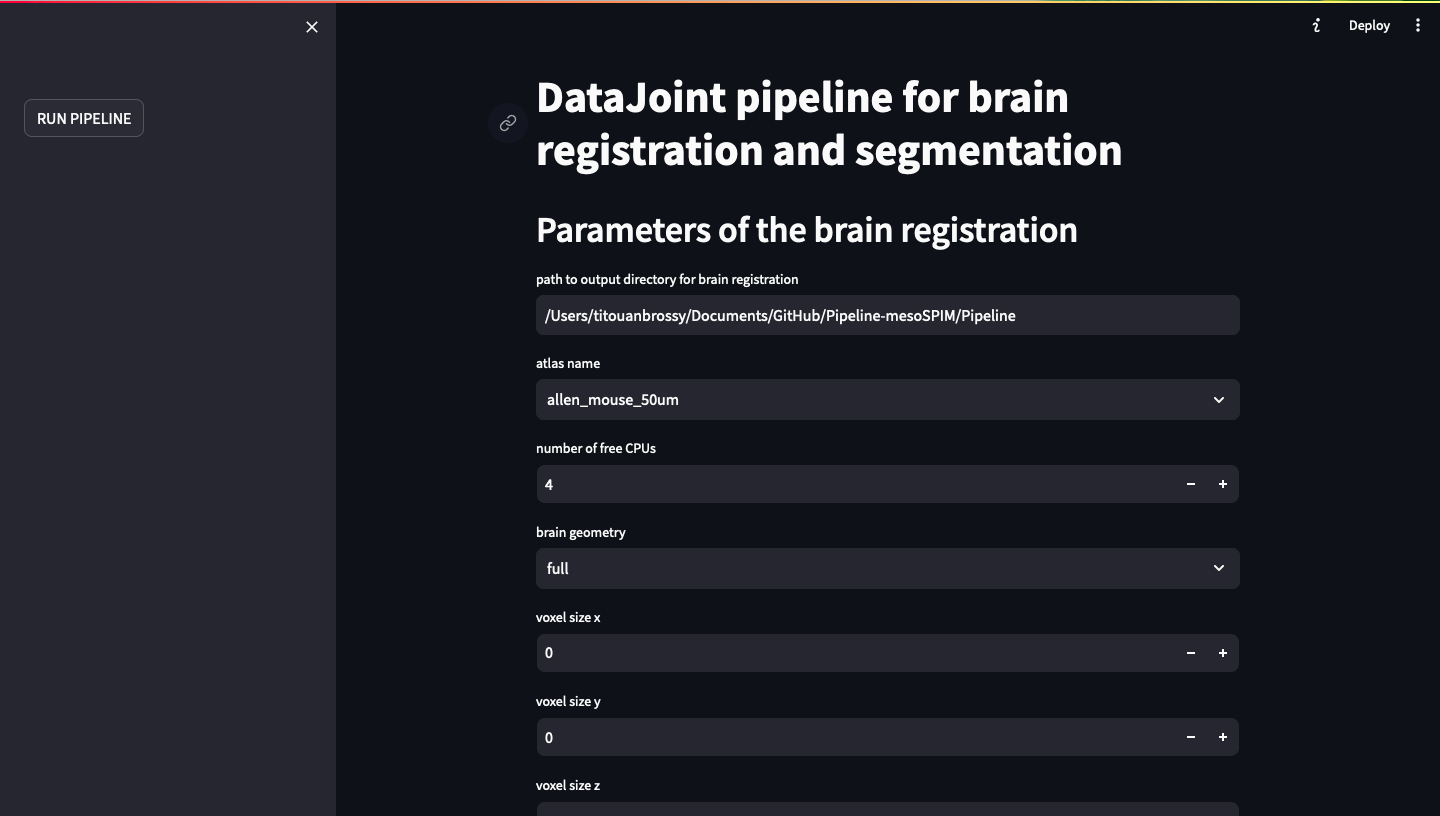 Deploy
RUN PIPELINE
DataJoint pipeline for brain
registration and segmentation
Parameters of the brain registration
path to output directory for brain registration
/Users/titouanbrossy/Documents/GitHub/Pipeline-mesoSPIM/Pipeline
atlas name
allen_mouse_50um
number of free CPUs
4
brain geometry
full
voxel size x
0
voxel size y
0
voxel size z